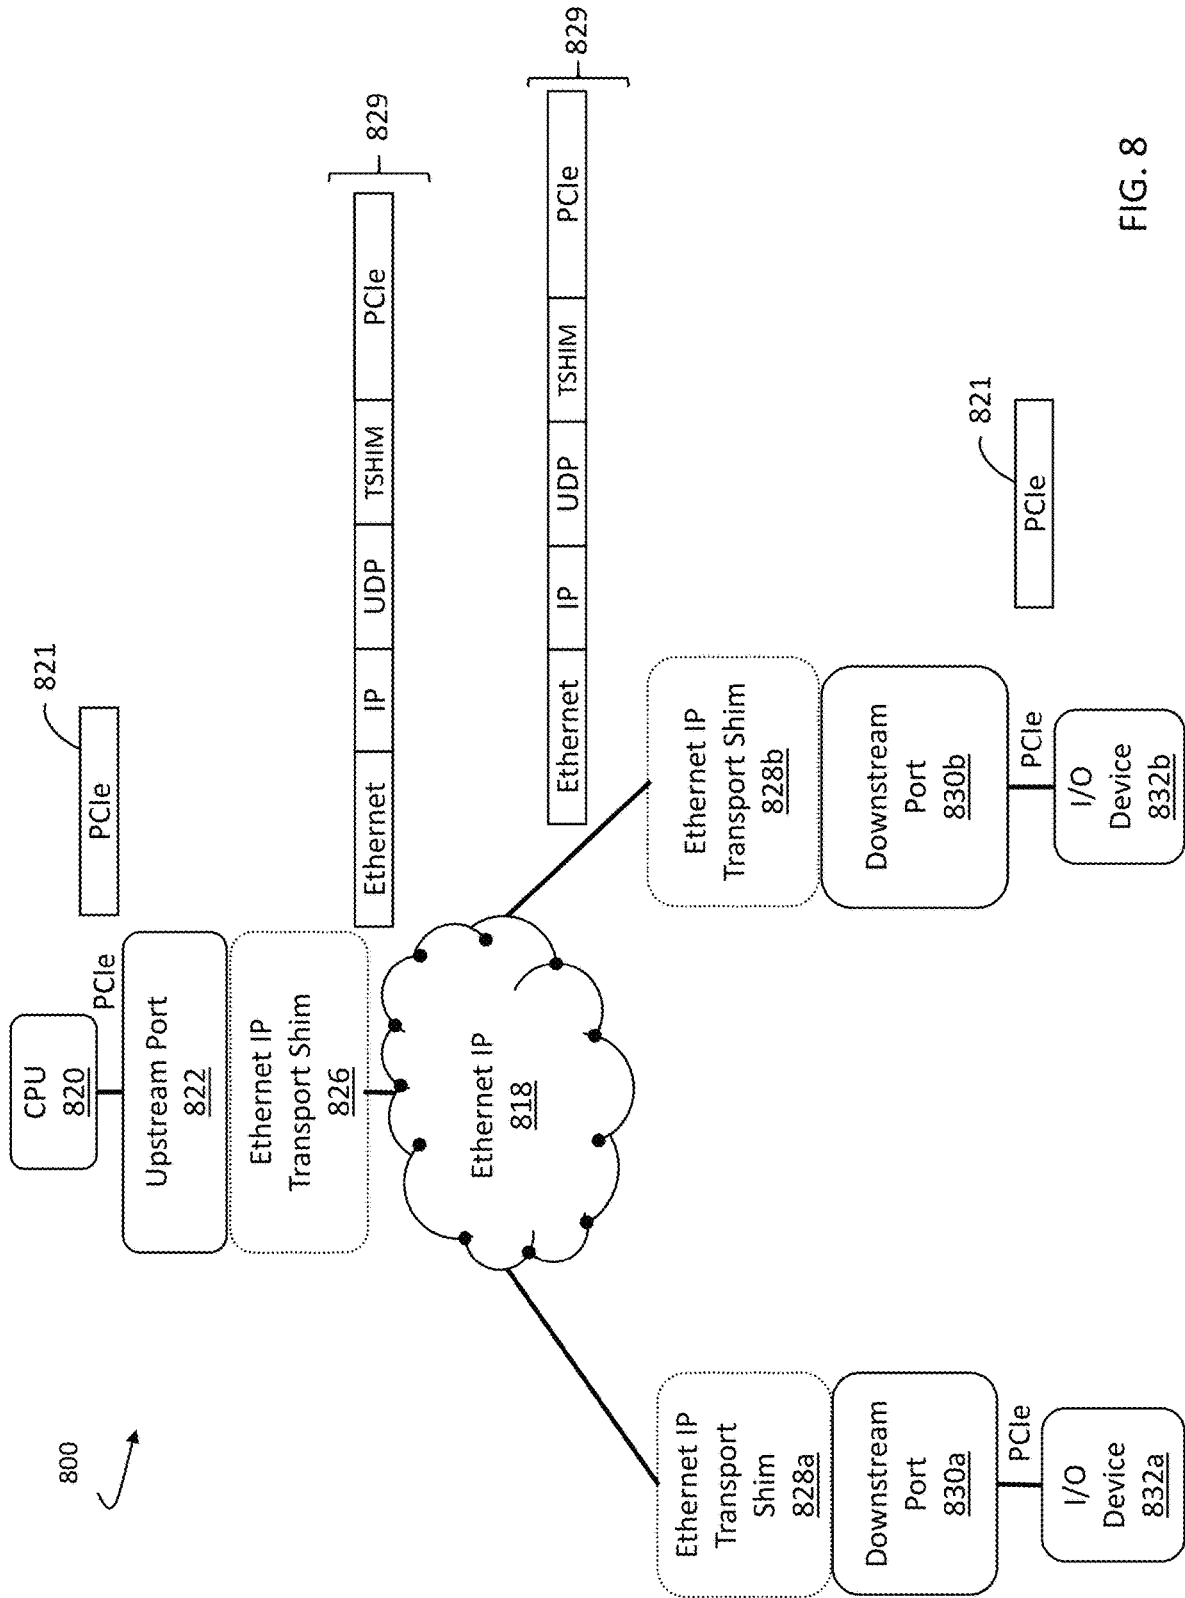 800
CPU
820
PCIe
PCIe
821
Upstream Port
822
Ethernet IP
Transport Shim
826
Ethernet
IP
UDP
TSHIM
PCIe
829
Ethernet IP
818
Ethernet
IP
UDP
TSHIM
PCIe
829
Ethernet IP
Transport
Shim
828a
Downstream
Port
830a
PCIe
I/O
Device
832a
Ethernet IP
Transport Shim
828b
Downstream
Port
830b
PCIe
I/O
Device
832b
PCIe
821
FIG. 8